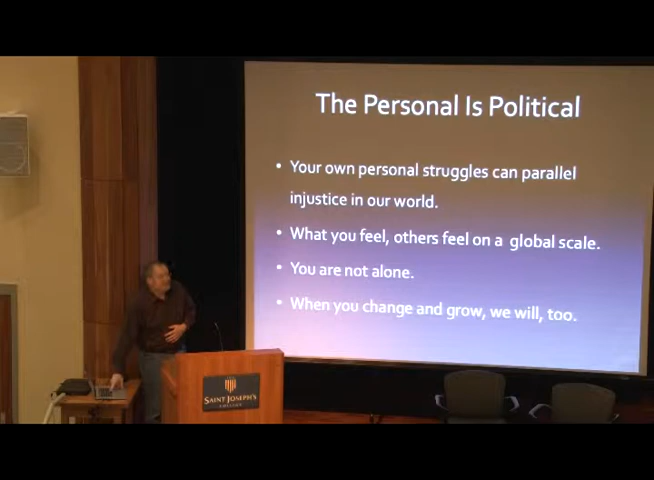 The Personal Is Political
• Your own personal struggles can parallel
injustice in our world.
• What you feel, others feel on a global scale.
• You are not alone.
• When you change and grow, we will, too.
SAINT JOSEPH'S
COLLEGE